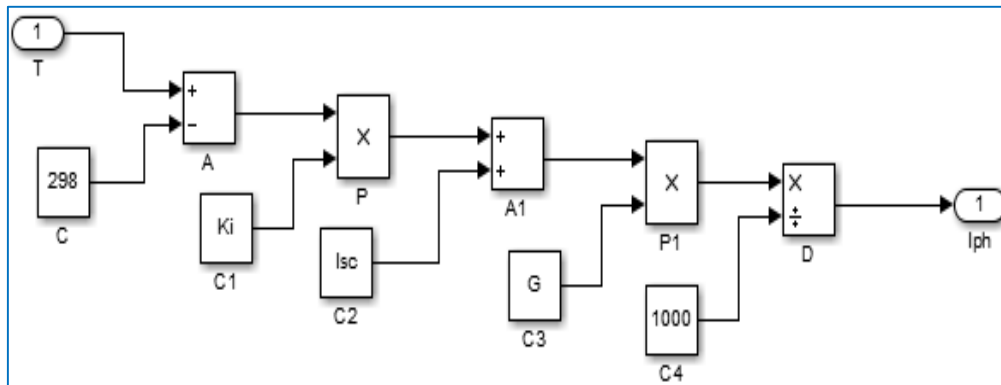 1
T
+
−
A
298
C
X
P
Ki
C1
+
+
A1
Isc
C2
X
P1
G
C3
X
÷
D
1000
C4
1
Iph